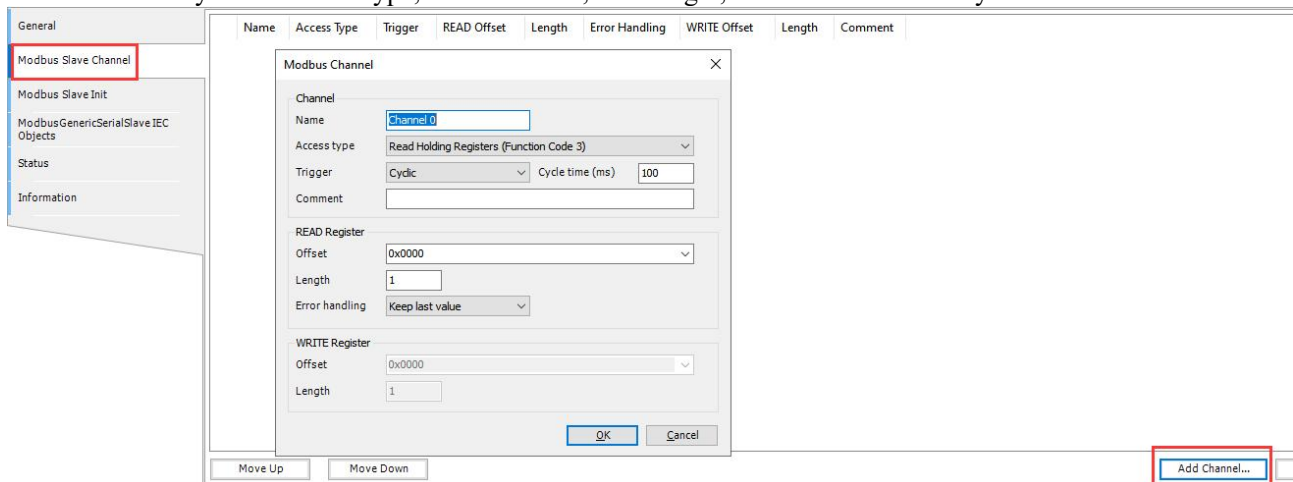 General
Modbus Slave Channel
Modbus Slave Init
ModbusGenericSerialSlave IEC
Objects
Status
Information
Name Access Type Trigger READ Offset Length Error Handling WRITE Offset Length Comment
Modbus Channel
Channel
Name Channel 0
Access type Read Holding Registers (Function Code 3)
Trigger Cyclic Cycle time (ms) 100
Comment
READ Register
Offset 0x0000
Length 1
Error handling Keep last value
WRITE Register
Offset 0x0000
Length 1
OK Cancel
Move Up Move Down Add Channel...